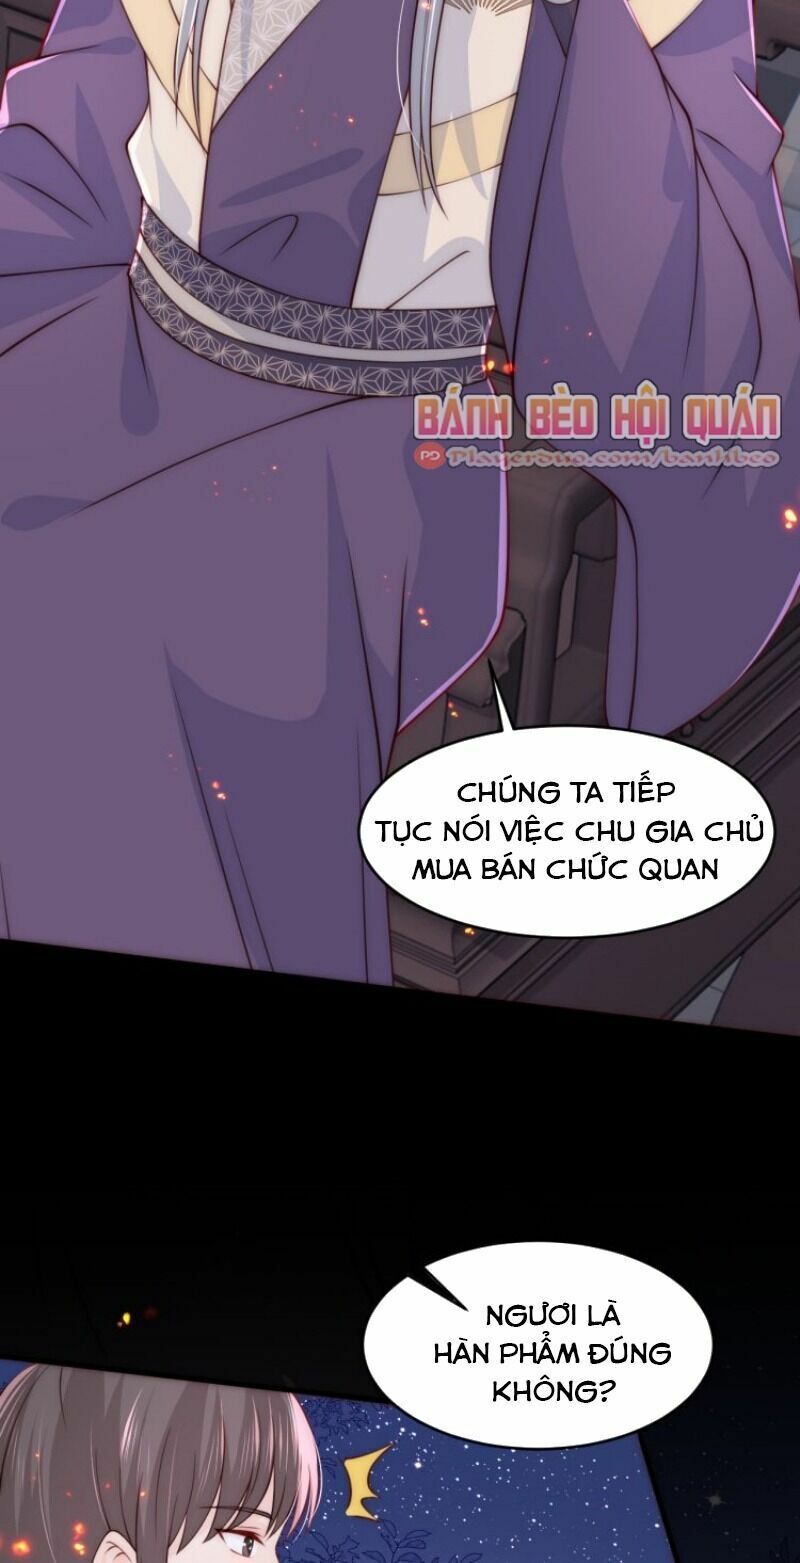 BÁNH BÈO HỘI QUÁN
PD Playerduo.com/banhbeo
CHÚNG TA TIẾP
TỤC NÓI VIỆC CHU GIA CHỦ
MUA BÁN CHỨC QUAN
NGƯƠI LÀ
HÀN PHẨM ĐÚNG
KHÔNG?